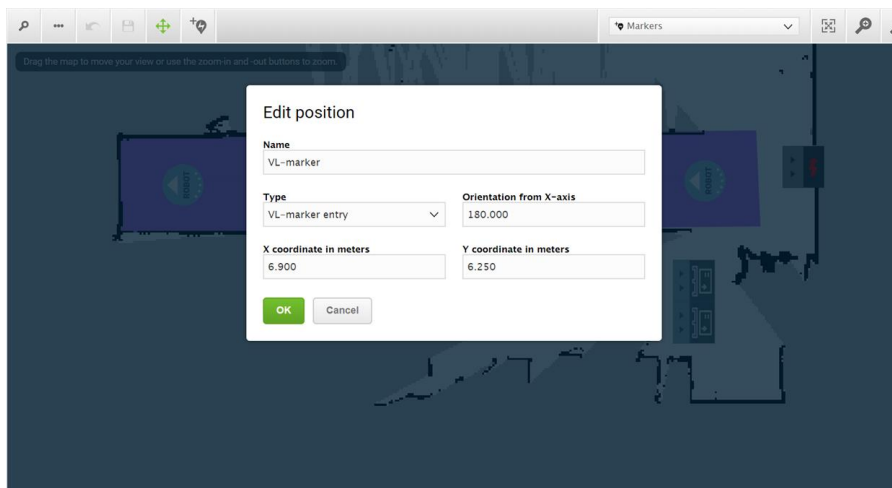 Markers
Drag the map to move your view or use the zoom-in and -out buttons to zoom.
Edit position
Name
VL-marker
Type
Orientation from X-axis
VL-marker entry
180.000
X coordinate in meters
Y coordinate in meters
6.900
6.250
OK
Cancel
ROBOT
ROBOT